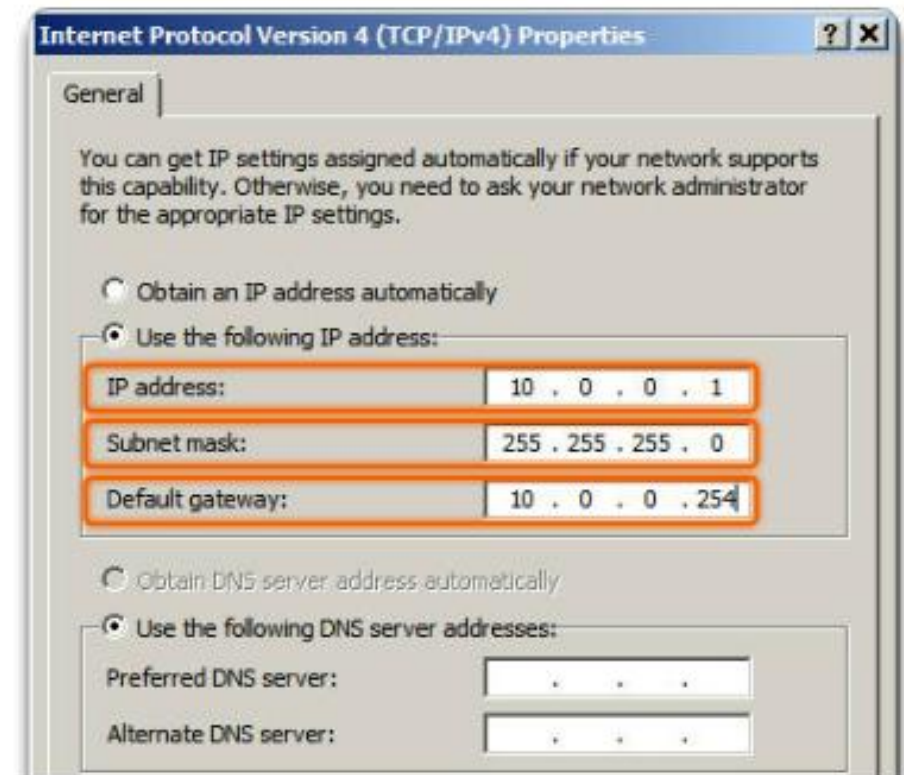 Internet Protocol Version 4 (TCP/IPv4) Properties
General
You can get IP settings assigned automatically if your network supports
this capability. Otherwise, you need to ask your network administrator
for the appropriate IP settings.
Obtain an IP address automatically
Use the following IP address:
IP address: 10 . 0 . 0 . 1
Subnet mask: 255 . 255 . 255 . 0
Default gateway: 10 . 0 . 0 . 254
Obtain DNS server address automatically
Use the following DNS server addresses:
Preferred DNS server: . . .
Alternate DNS server: . . .